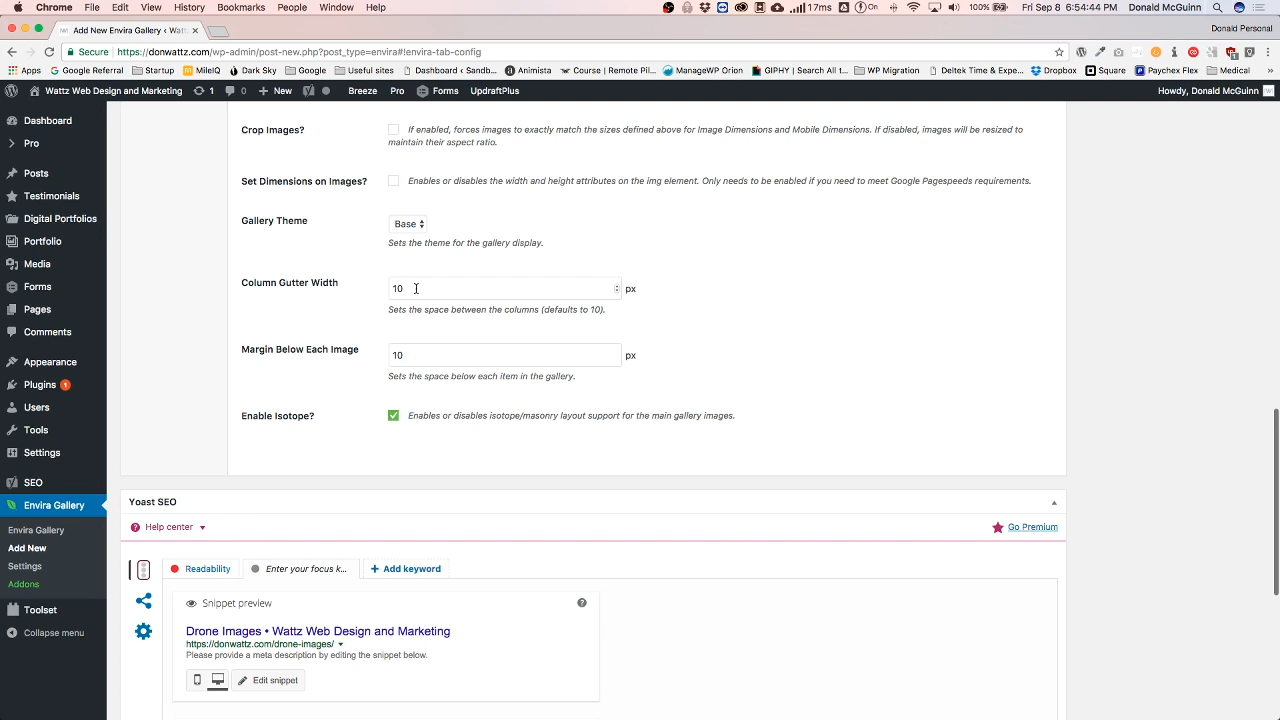 Chrome File Edit View History Bookmarks People Window Help 17ms On 100% Fri Sep 8 6:54:44 PM Donald McGuinn
Add New Envira Gallery ‹ Wat Donald Personal
Secure https://donwattz.com/wp-admin/post-new.php?post_type=envira#!envira-tab-config
Apps Google Referral Startup MileIQ Dark Sky Google Useful sites Dashboard ‹ Sandb... Animista Course | Remote Pil... ManageWP Orion GIPHY | Search All t... WP Migration Deltek Time & Expe... Dropbox Square Paychex Flex Medical »
Wattz Web Design and Marketing 1 0 New Breeze Pro Forms UpdraftPlus Howdy, Donald McGuinn
Dashboard
Pro
Posts
Testimonials
Digital Portfolios
Portfolio
Media
Forms
Pages
Comments
Appearance
Plugins 1
Users
Tools
Settings
SEO
Envira Gallery
Envira Gallery
Add New
Settings
Addons
Toolset
Collapse menu
Crop Images? If enabled, forces images to exactly match the sizes defined above for Image Dimensions and Mobile Dimensions. If disabled, images will be resized to
maintain their aspect ratio.
Set Dimensions on Images? Enables or disables the width and height attributes on the img element. Only needs to be enabled if you need to meet Google Pagespeeds requirements.
Gallery Theme Base
Sets the theme for the gallery display.
Column Gutter Width 10 px
Sets the space between the columns (defaults to 10).
Margin Below Each Image 10 px
Sets the space below each item in the gallery.
Enable Isotope? Enables or disables isotope/masonry layout support for the main gallery images.
Yoast SEO
Help center Go Premium
Readability Enter your focus k... Add keyword
Snippet preview
Drone Images • Wattz Web Design and Marketing
https://donwattz.com/drone-images/
Please provide a meta description by editing the snippet below.
Edit snippet